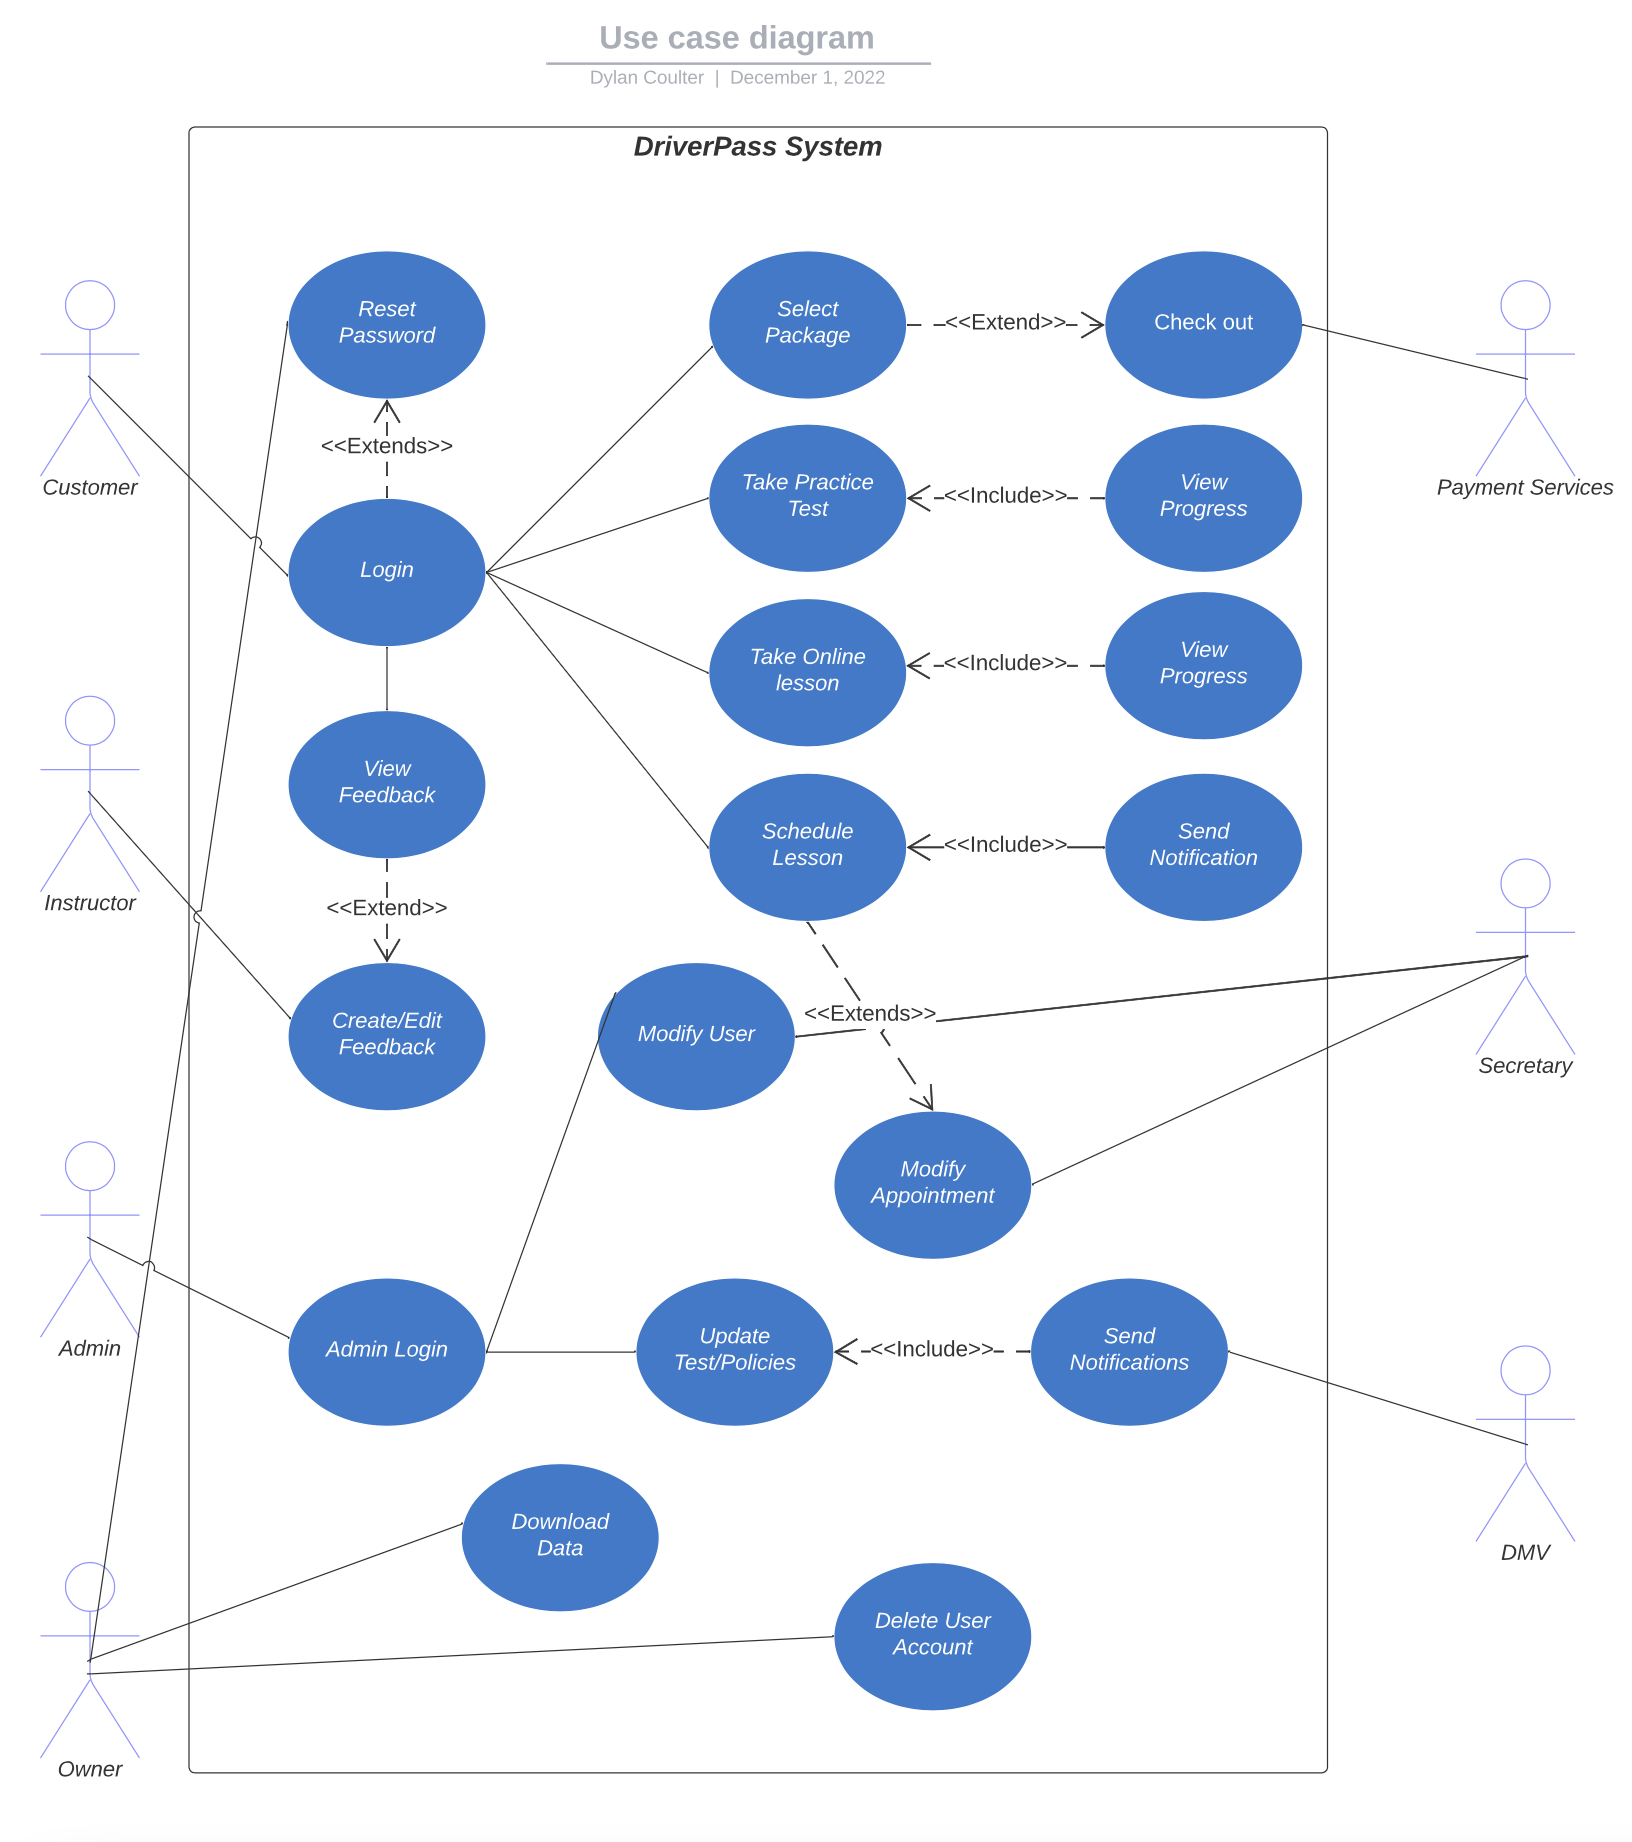 Use case diagram
Dylan Coulter | December 1, 2022
DriverPass System
Reset
Password
Select
Package
<<Extend>>
Check out
Customer
Payment Services
<<Extends>>
Take Practice
Test
<<Include>>
View
Progress
Login
Take Online
lesson
<<Include>>
View
Progress
View
Feedback
Schedule
Lesson
<<Include>>
Send
Notification
Instructor
<<Extend>>
Create/Edit
Feedback
Modify User
<<Extends>>
Secretary
Modify
Appointment
Admin
Admin Login
Update
Test/Policies
<<Include>>
Send
Notifications
DMV
Download
Data
Delete User
Account
Owner